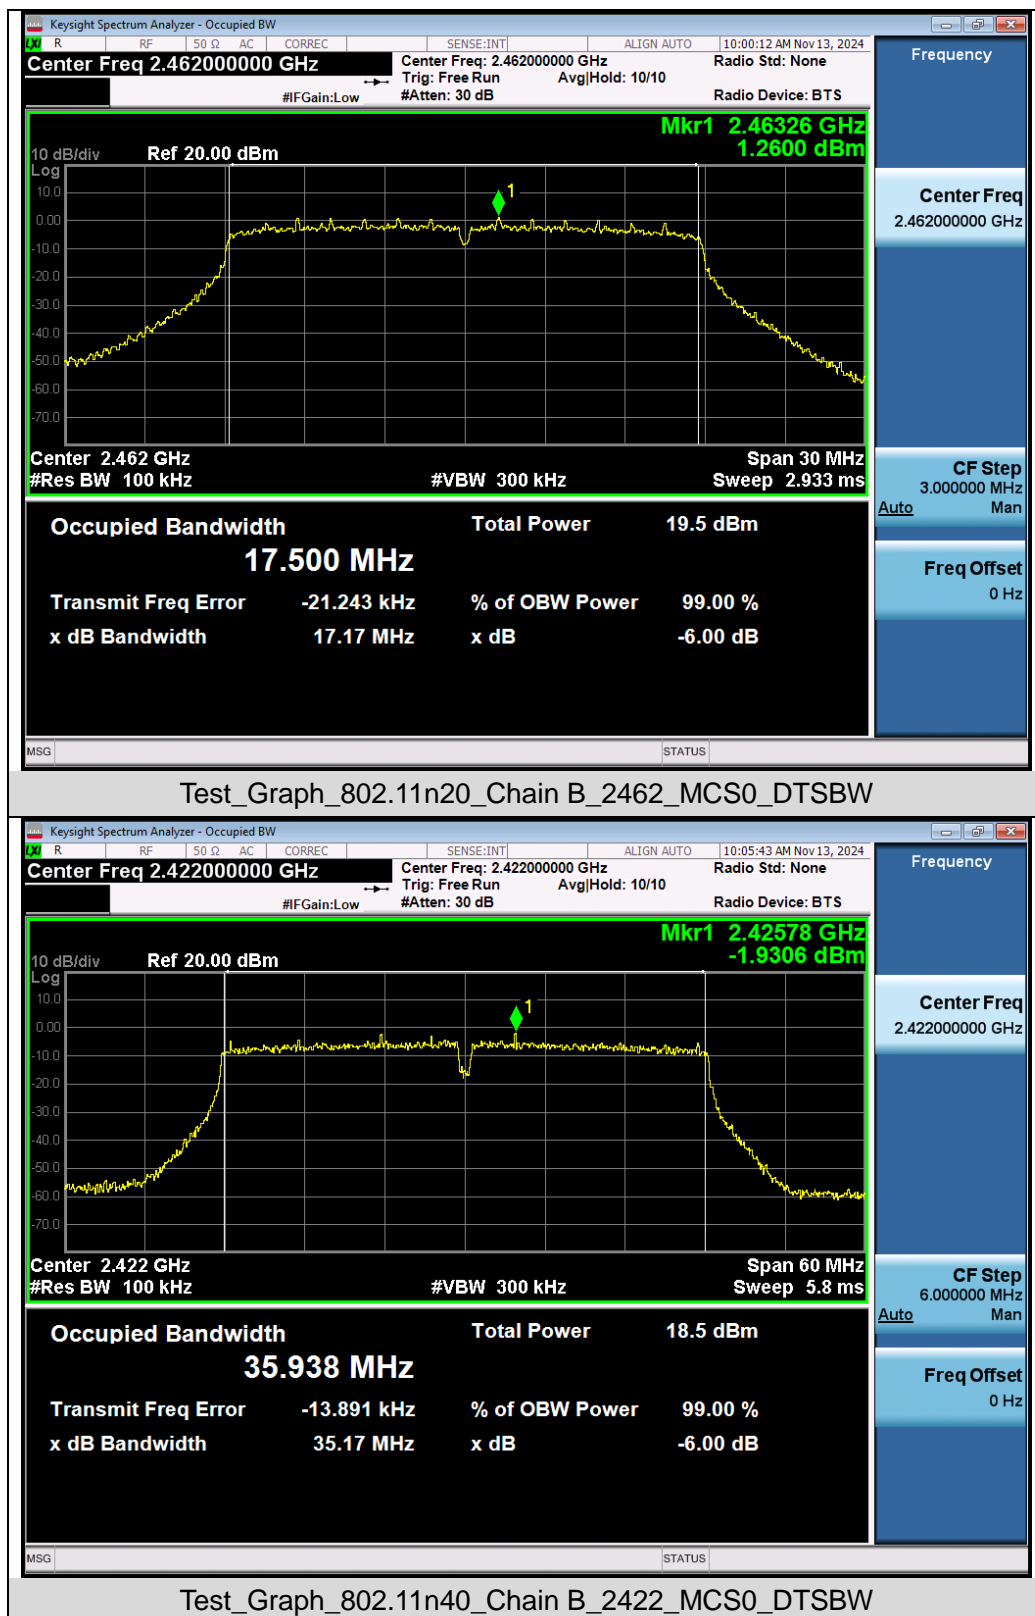 Keysight Spectrum Analyzer - Occupied BW
LXI R RF 50 Ω AC CORREC SENSE:INT ALIGN AUTO 10:00:12 AM Nov 13, 2024
Center Freq 2.462000000 GHz
Center Freq: 2.462000000 GHz Radio Std: None
Trig: Free Run Avg|Hold: 10/10
#IFGain:Low #Atten: 30 dB Radio Device: BTS
Frequency
Mkr1 2.46326 GHz
1.2600 dBm
10 dB/div Ref 20.00 dBm
Log
10.0
0.00
-10.0
-20.0
-30.0
-40.0
-50.0
-60.0
-70.0
1
Center 2.462 GHz Span 30 MHz
#Res BW 100 kHz #VBW 300 kHz Sweep 2.933 ms
Center Freq
2.462000000 GHz
CF Step
3.000000 MHz
Auto Man
Freq Offset
0 Hz
Occupied Bandwidth Total Power 19.5 dBm
17.500 MHz
Transmit Freq Error -21.243 kHz % of OBW Power 99.00 %
x dB Bandwidth 17.17 MHz x dB -6.00 dB
MSG STATUS
Test_Graph_802.11n20_Chain B_2462_MCS0_DTSBW
Keysight Spectrum Analyzer - Occupied BW
LXI R RF 50 Ω AC CORREC SENSE:INT ALIGN AUTO 10:05:43 AM Nov 13, 2024
Center Freq 2.422000000 GHz
Center Freq: 2.422000000 GHz Radio Std: None
Trig: Free Run Avg|Hold: 10/10
#IFGain:Low #Atten: 30 dB Radio Device: BTS
Frequency
Mkr1 2.42578 GHz
-1.9306 dBm
10 dB/div Ref 20.00 dBm
Log
10.0
0.00
-10.0
-20.0
-30.0
-40.0
-50.0
-60.0
-70.0
1
Center 2.422 GHz Span 60 MHz
#Res BW 100 kHz #VBW 300 kHz Sweep 5.8 ms
Center Freq
2.422000000 GHz
CF Step
6.000000 MHz
Auto Man
Freq Offset
0 Hz
Occupied Bandwidth Total Power 18.5 dBm
35.938 MHz
Transmit Freq Error -13.891 kHz % of OBW Power 99.00 %
x dB Bandwidth 35.17 MHz x dB -6.00 dB
MSG STATUS
Test_Graph_802.11n40_Chain B_2422_MCS0_DTSBW